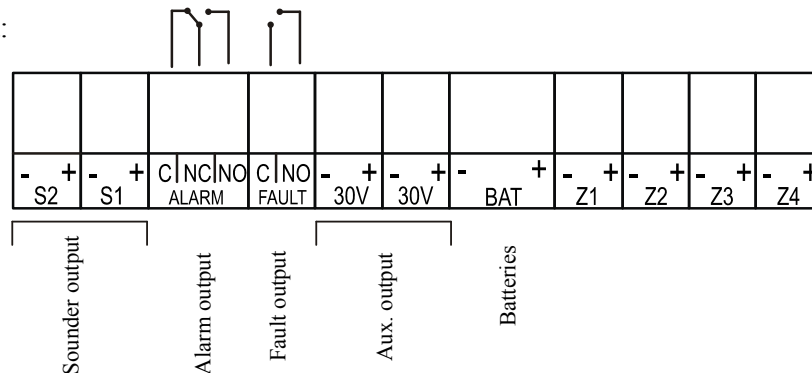 :
- + - + C NC NO C NO - + - + - + - + - + - + - +
S2 S1 ALARM FAULT 30V 30V BAT Z1 Z2 Z3 Z4
Sounder output
Alarm output
Fault output
Aux. output
Batteries